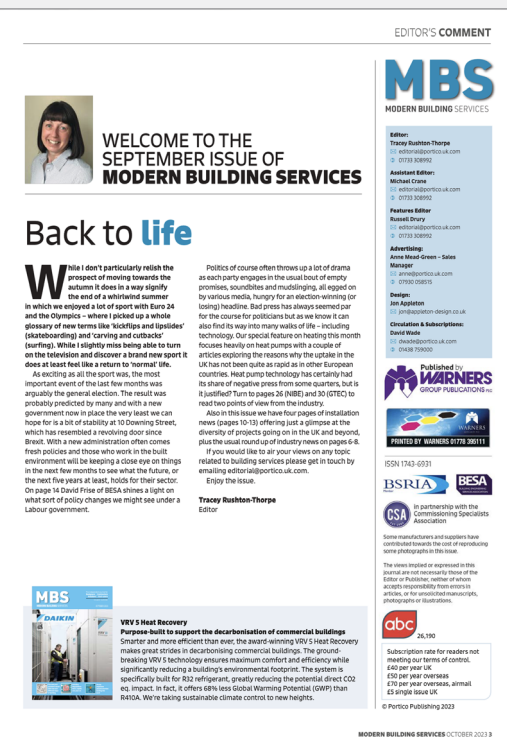 EDITOR'S COMMENT
WELCOME TO THE
SEPTEMBER ISSUE OF
MODERN BUILDING SERVICES
Back to life
While I don't particularly relish the
prospect of moving towards the
autumn it does in a way signify
the end of a whirlwind summer
in which we enjoyed a lot of sport with Euro 24
and the Olympics – where I picked up a whole
glossary of new terms like 'kickflips and lipslides'
(skateboarding) and 'carving and cutbacks'
(surfing). While I slightly miss being able to turn
on the television and discover a brand new sport it
does at least feel like a return to 'normal' life.
As exciting as all the sport was, the most
important event of the last few months was
arguably the general election. The result was
probably predicted by many and with a new
government now in place the very least we can
hope for is a bit of stability at 10 Downing Street,
which has resembled a revolving door since
Brexit. With a new administration often comes
fresh policies and those who work in the built
environment will be keeping a close eye on things
in the next few months to see what the future, or
the next five years at least, holds for their sector.
On page 14 David Frise of BESA shines a light on
what sort of policy changes we might see under a
Labour government.
Politics of course often throws up a lot of drama
as each party engages in the usual bout of empty
promises, soundbites and mudslinging, all egged on
by various media, hungry for an election-winning (or
losing) headline. Bad press has always seemed par
for the course for politicians but as we know it can
also find its way into many walks of life – including
technology. Our special feature on heating this month
focuses heavily on heat pumps with a couple of
articles exploring the reasons why the uptake in the
UK has not been quite as rapid as in other European
countries. Heat pump technology has certainly had
its share of negative press from some quarters, but is
it justified? Turn to pages 26 (NIBE) and 30 (GTEC) to
read two points of view from the industry.
Also in this issue we have four pages of installation
news (pages 10-13) offering just a glimpse at the
diversity of projects going on in the UK and beyond,
plus the usual round up of industry news on pages 6-8.
If you would like to air your views on any topic
related to building services please get in touch by
emailing editorial@portico.uk.com.
Enjoy the issue.
Tracey Rushton-Thorpe
Editor
MBS
DAIKIN
VRV 5 Heat Recovery
Purpose-built to support the decarbonisation of commercial buildings
Smarter and more efficient than ever, the award-winning VRV 5 Heat Recovery
makes great strides in decarbonising commercial buildings. The ground-
breaking VRV 5 technology ensures maximum comfort and efficiency while
significantly reducing a building's environmental footprint. The system is
specifically built for R32 refrigerant, greatly reducing the potential direct CO2
eq. impact. In fact, it offers 68% less Global Warming Potential (GWP) than
R410A. We're taking sustainable climate control to new heights.
MBS
MODERN BUILDING SERVICES
Editor:
Tracey Rushton-Thorpe
editorial@portico.uk.com
01733 308992
Assistant Editor:
Michael Crane
editorial@portico.uk.com
01733 308992
Features Editor
Russell Drury
editorial@portico.uk.com
01733 308992
Advertising:
Anne Mead-Green – Sales
Manager
anne@portico.uk.com
07930 058515
Design:
Jon Appleton
jon@appleton-design.co.uk
Circulation & Subscriptions:
David Wade
dwade@portico.uk.com
01438 759000
Published by
WARNERS
GROUP PUBLICATIONS PLC
WARNERS
PRINTED BY WARNERS 01778 395111
ISSN 1743-6931
BSRIA
BESA
CSA
in partnership with the
Commissioning Specialists
Association
Some manufacturers and suppliers have
contributed towards the cost of reproducing
some photographs in this issue.
The views implied or expressed in this
journal are not necessarily those of the
Editor or Publisher, neither of whom
accepts responsibility from errors in
articles, or for unsolicited manuscripts,
photographs or illustrations.
abc
26,190
Subscription rate for readers not
meeting our terms of control.
£40 per year UK
£50 per year overseas
£70 per year overseas, airmail
£5 single issue UK
© Portico Publishing 2023
MODERN BUILDING SERVICES OCTOBER 2023 3